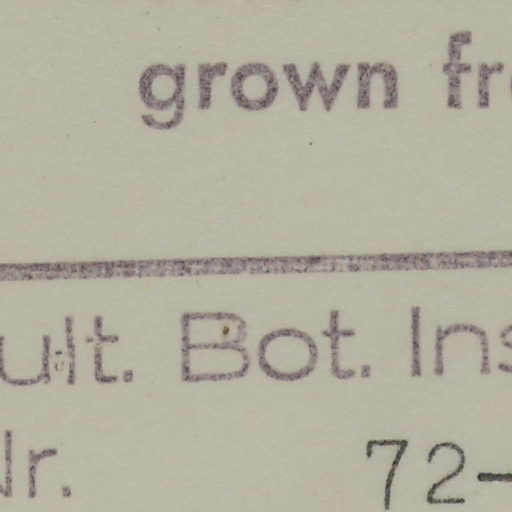 grown fr
ult. Bot. Ins
Nr. 72-